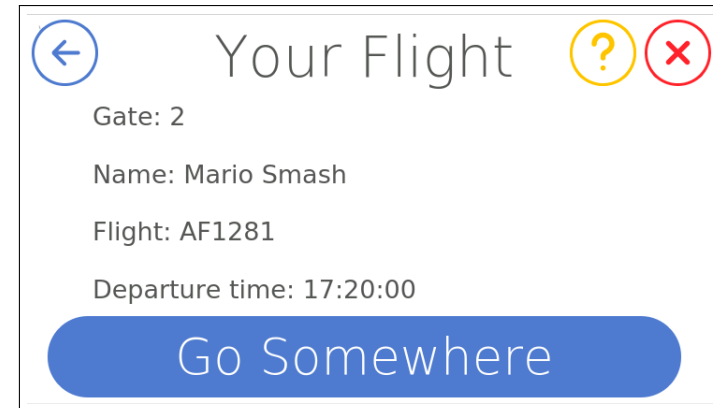 Your Flight ?
Gate: 2
Name: Mario Smash
Flight: AF1281
Departure time: 17:20:00
Go Somewhere